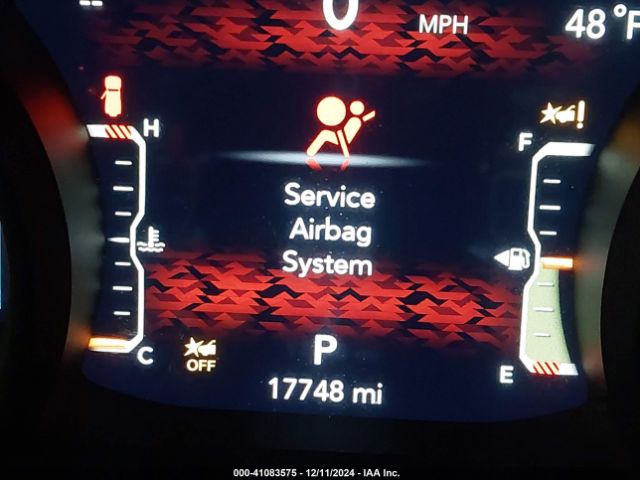 0 MPH 48°F
H
F
Service
Airbag
System
P
C
OFF
E
17748 mi
000-41083575 - 12/11/2024 - IAA Inc.